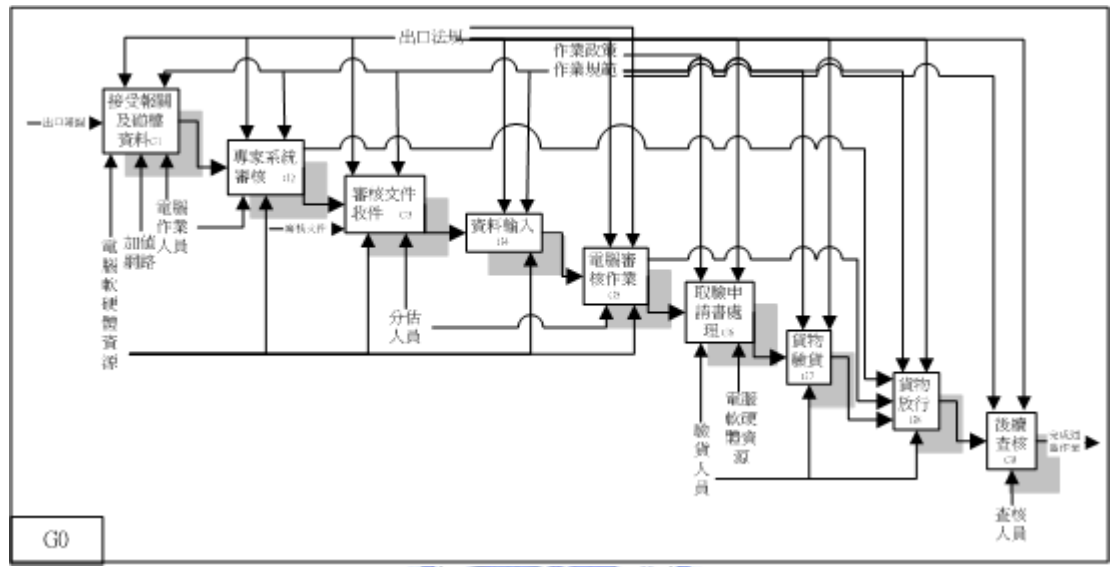 出口法規
作業政策
作業規範
出口報關
接受報關
及艙檔
資料
專家系統
審核
審核文件
收件
審核文件
資料輸入
電腦審
核作業
取驗申
請書處
理
貨物
驗貨
貨物
放行
後續
查核
電腦軟硬體資源
加值
網路
電腦
作業
人員
分估
人員
驗貨人員
電腦
軟硬
體資
源
查核
人員
G0